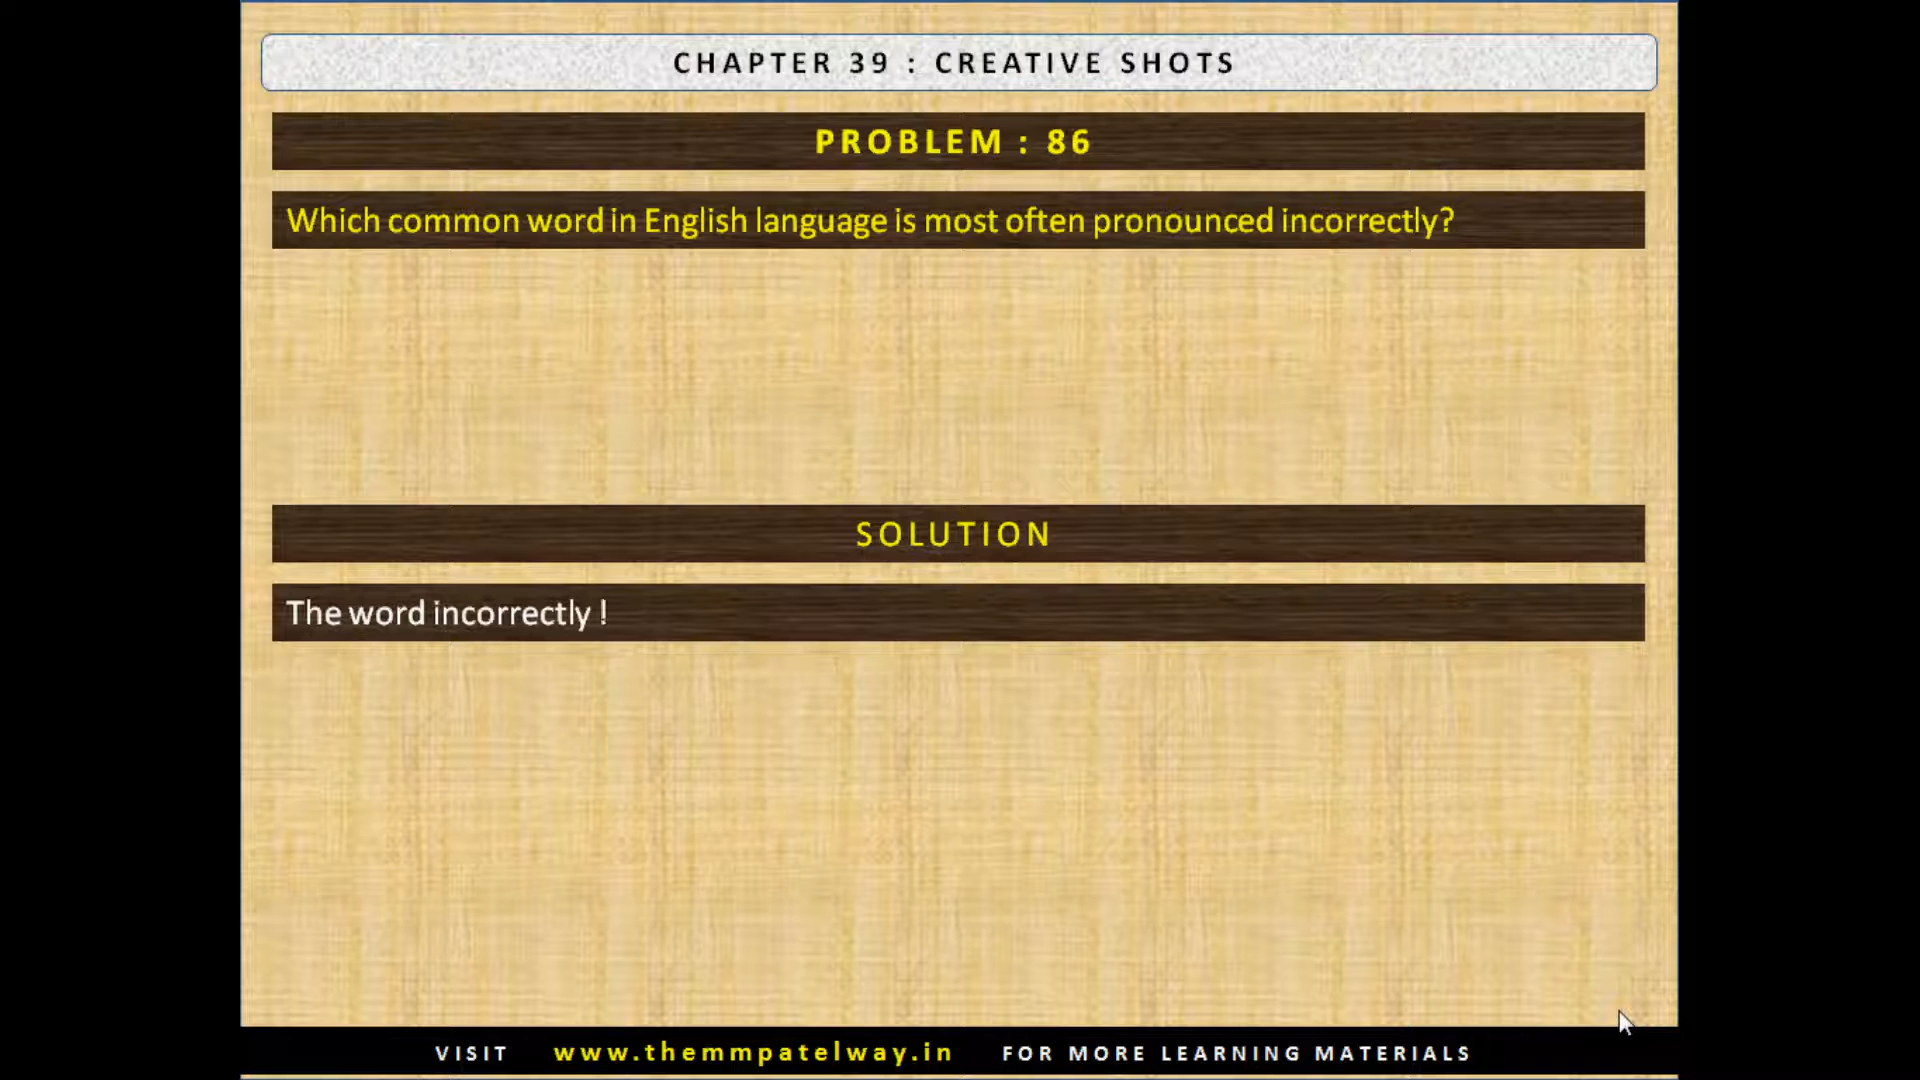 CHAPTER 39 : CREATIVE SHOTS
PROBLEM : 86
Which common word in English language is most often pronounced incorrectly?
SOLUTION
The word incorrectly !
VISIT www.themmpatelway.in FOR MORE LEARNING MATERIALS